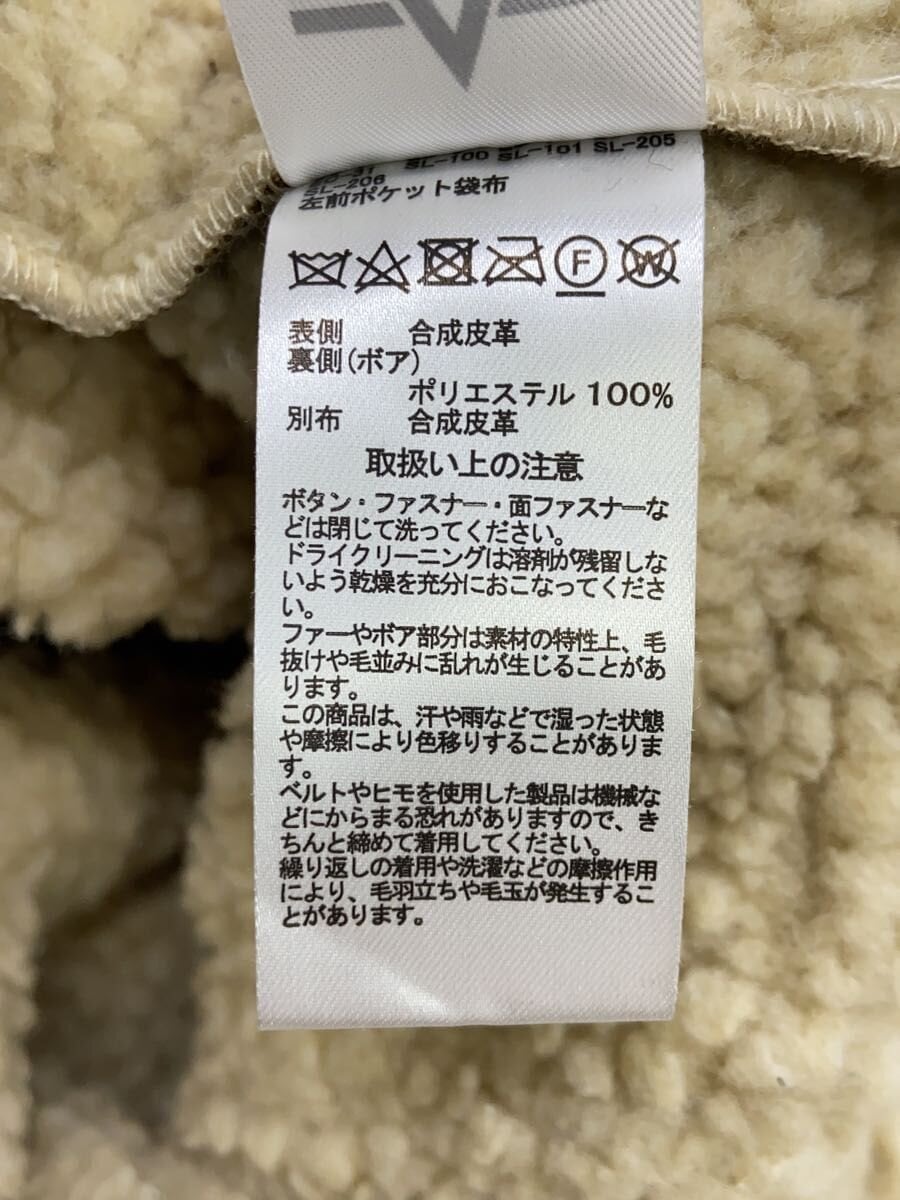 SL-100 SL-101 SL-205
SL-206
左前ポケット袋布
F W
表側 合成皮革
裏側(ボア)
ポリエステル 100%
別布 合成皮革
取扱い上の注意
ボタン・ファスナー・面ファスナーな
どは閉じて洗ってください。
ドライクリーニングは溶剤が残留しな
いよう乾燥を充分におこなってくださ
い。
ファーやボア部分は素材の特性上、毛
抜けや毛並みに乱れが生じることがあ
ります。
この商品は、汗や雨などで湿った状態
や摩擦により色移りすることがありま
す。
ベルトやヒモを使用した製品は機械な
どにからまる恐れがありますので、き
ちんと締めて着用してください。
繰り返しの着用や洗濯などの摩擦作用
により、毛羽立ちや毛玉が発生するこ
とがあります。